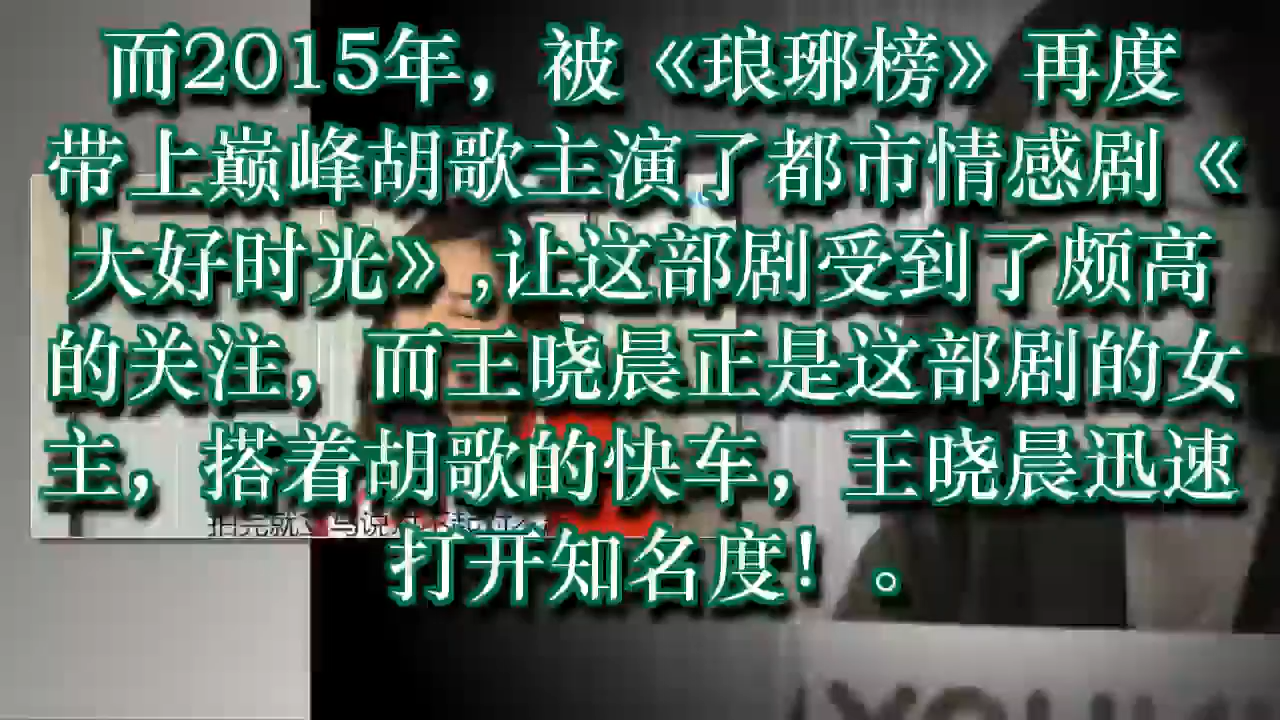 而2015年，被《琅琊榜》再度
带上巅峰胡歌主演了都市情感剧《
大好时光》,让这部剧受到了颇高
的关注，而王晓晨正是这部剧的女
主，搭着胡歌的快车，王晓晨迅速
打开知名度！。